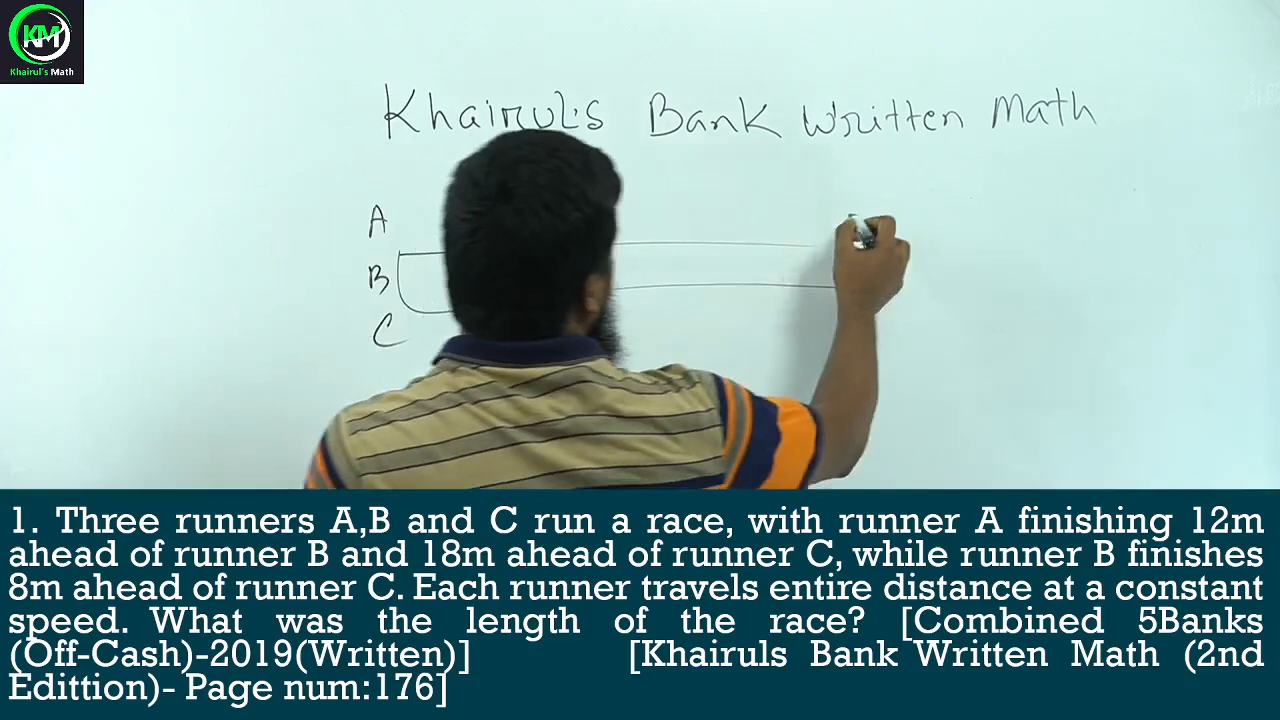 KM
Khairul's Math
Khairul's Bank Written Math
A
B
C
1. Three runners A,B and C run a race, with runner A finishing 12m
ahead of runner B and 18m ahead of runner C, while runner B finishes
8m ahead of runner C. Each runner travels entire distance at a constant
speed. What was the length of the race? [Combined 5Banks
(Off-Cash)-2019(Written)] [Khairuls Bank Written Math (2nd
Edittion)- Page num:176]